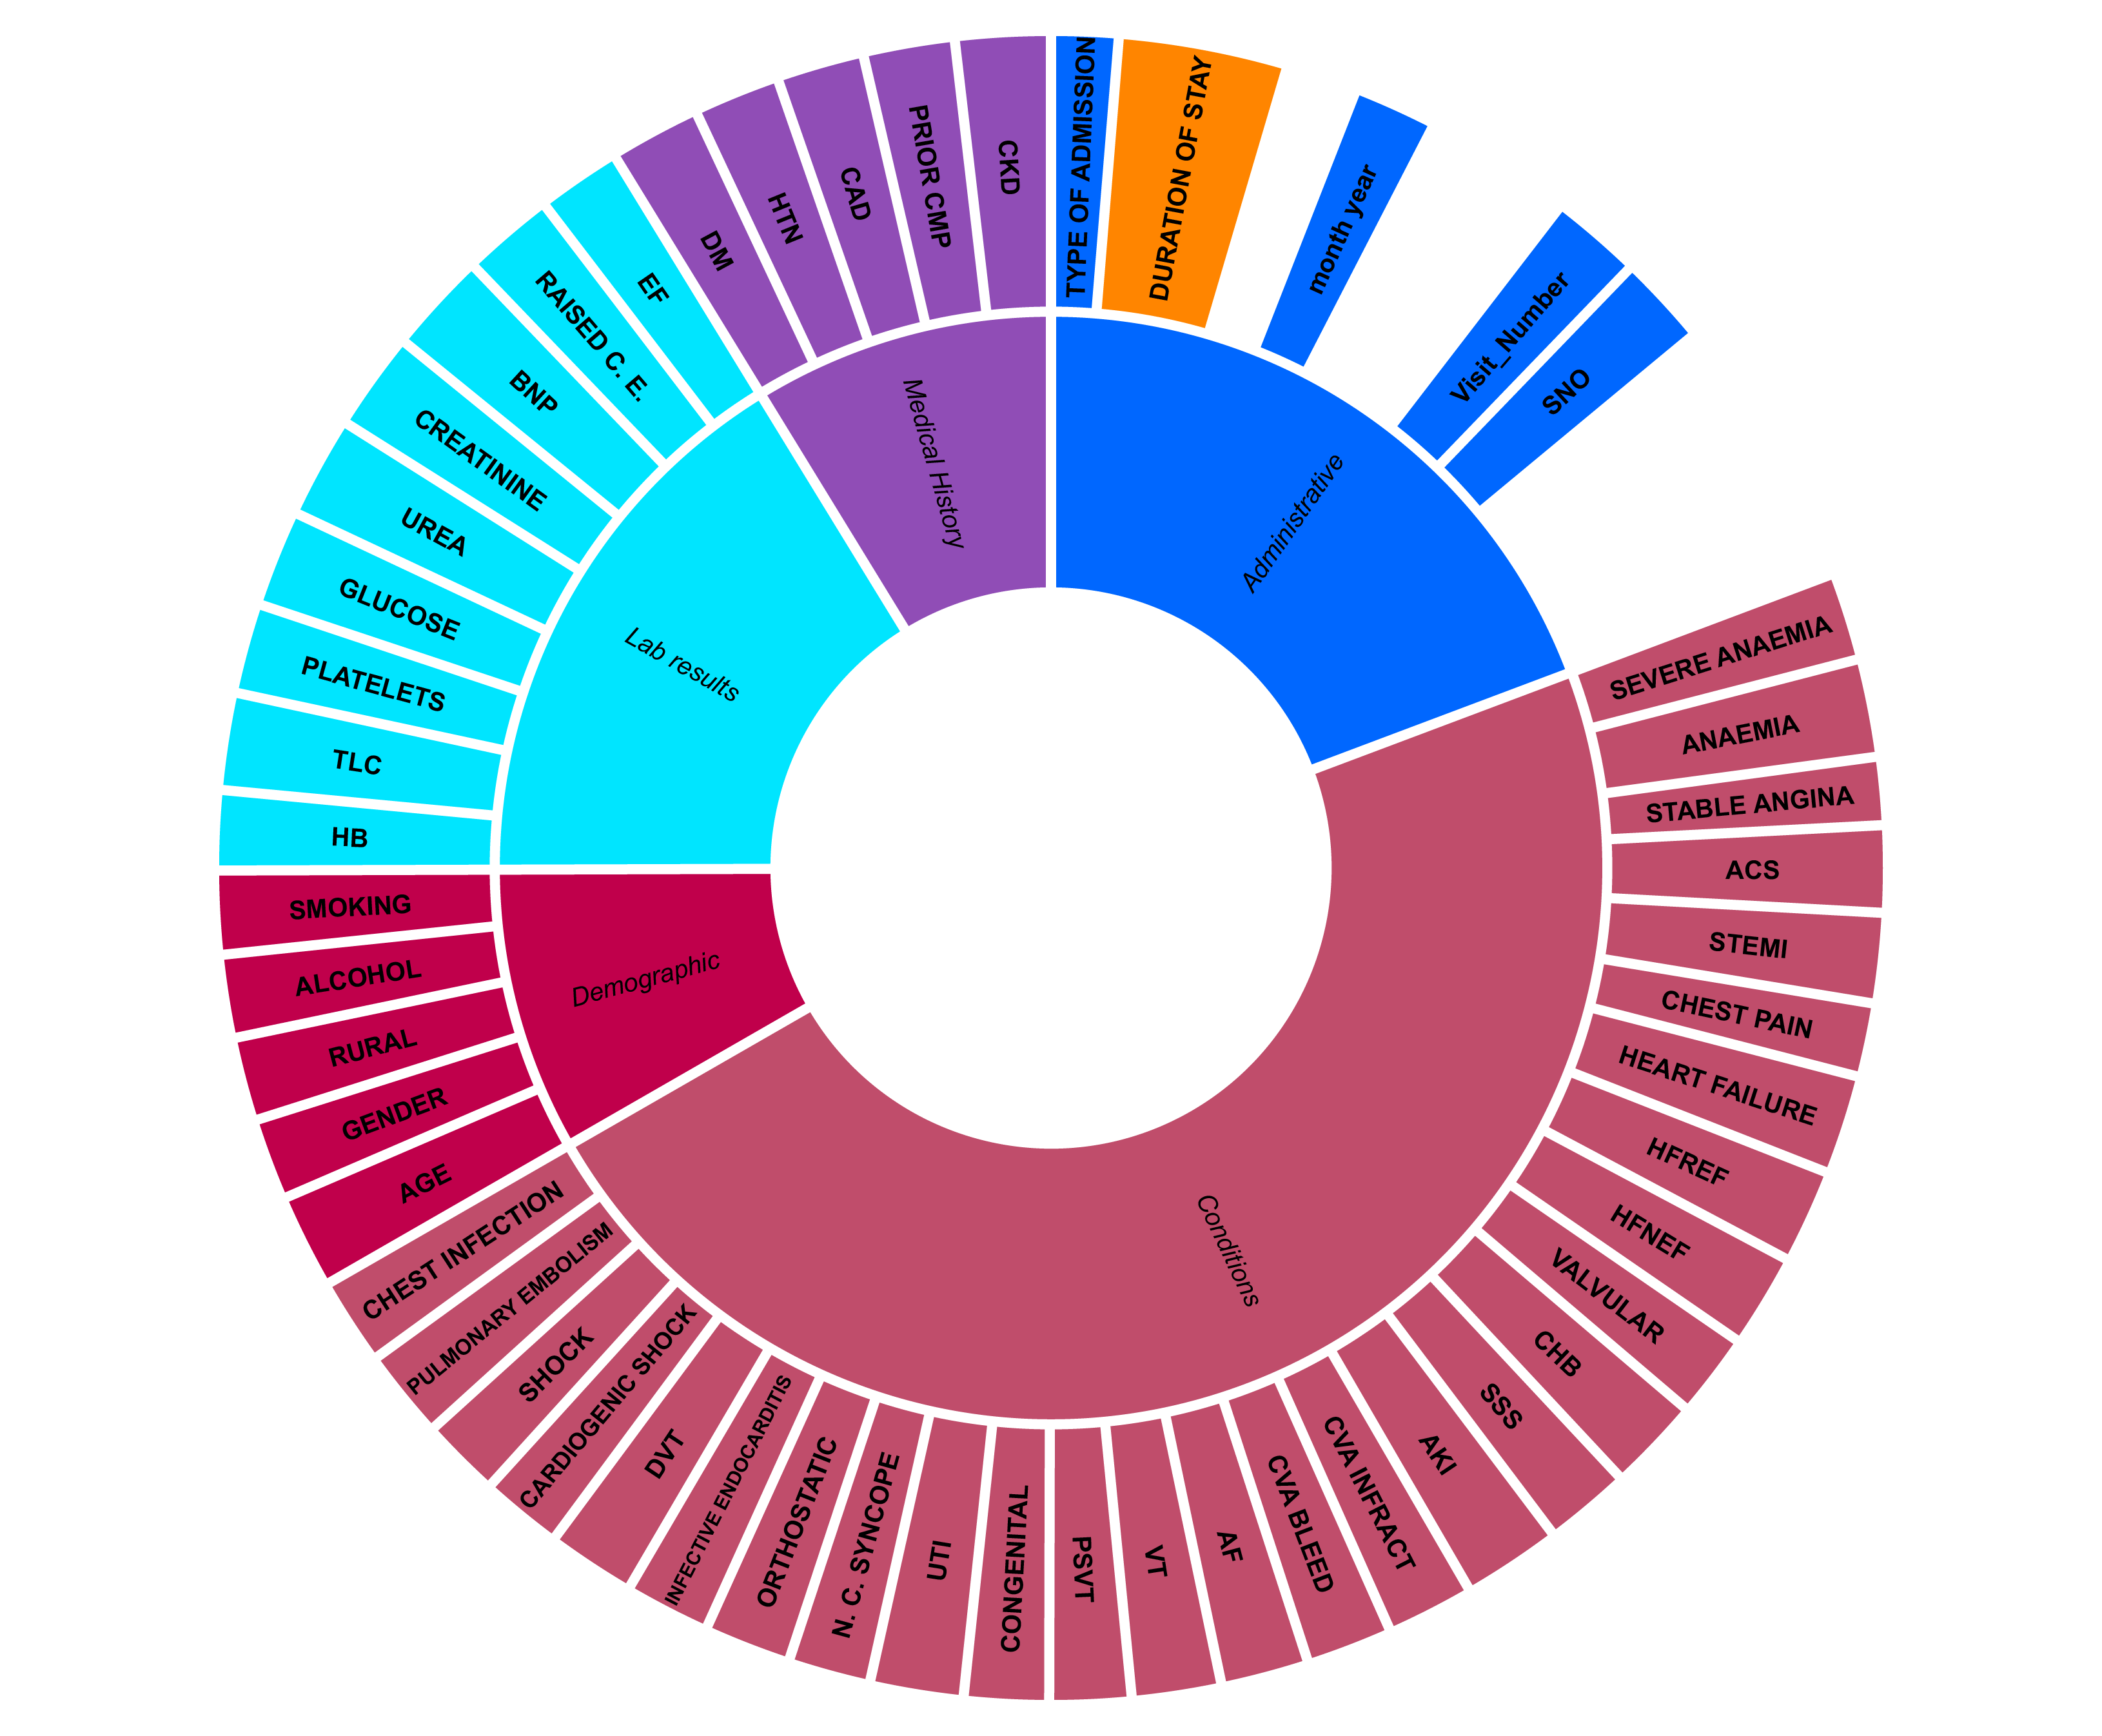 TYPE OF ADMISSION
DURATION OF STAY
month year
Visit_Number
SNO
SEVERE ANAEMIA
ANAEMIA
STABLE ANGINA
ACS
STEMI
CHEST PAIN
HEART FAILURE
HFREF
HFNEF
VALVULAR
CHB
SSS
AKI
CVA INFRACT
CVA BLEED
AF
VT
PSVT
CONGENITAL
UTI
N. C. SYNCOPE
ORTHOSTATIC
INFECTIVE ENDOCARDITIS
DVT
CARDIOGENIC SHOCK
SHOCK
PULMONARY EMBOLISM
CHEST INFECTION
AGE
GENDER
RURAL
ALCOHOL
SMOKING
HB
TLC
PLATELETS
GLUCOSE
UREA
CREATININE
BNP
RAISED C. E.
EF
DM
HTN
CAD
PRIOR CMP
CKD
Administrative
Conditions
Demographic
Lab results
Medical History